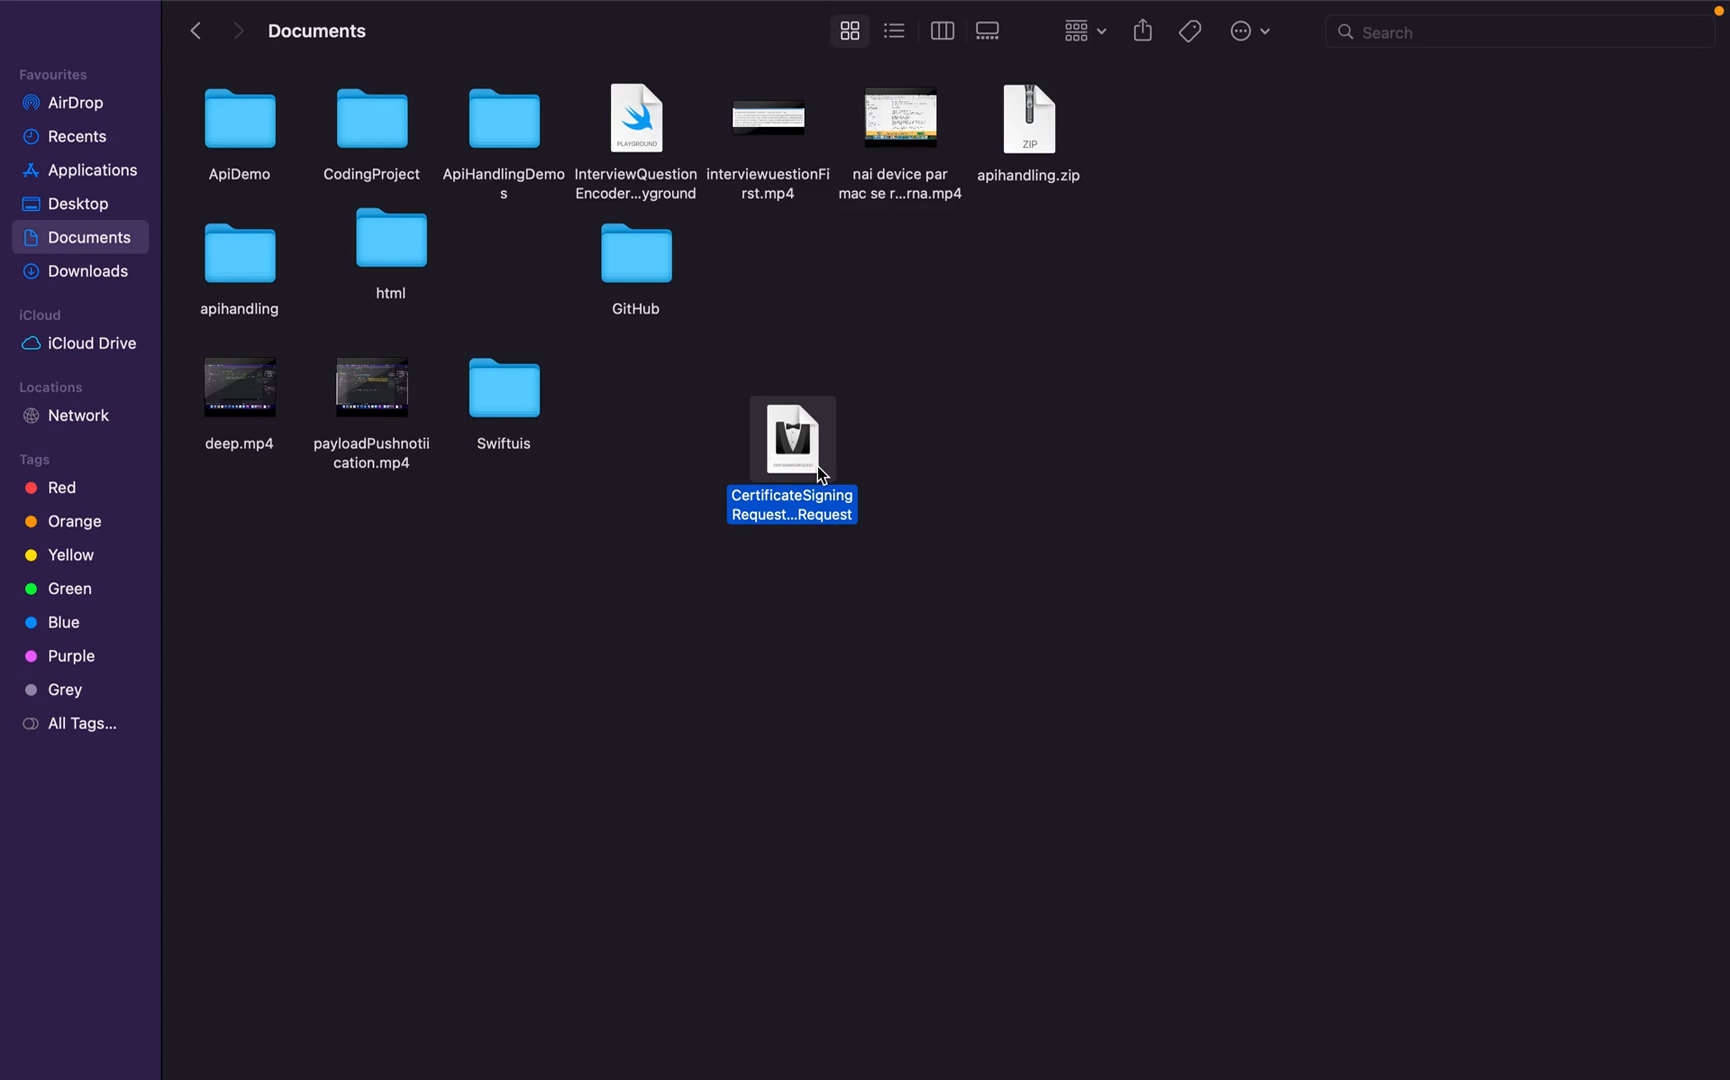 Documents
Search
Favourites
AirDrop
Recents
Applications
Desktop
Documents
Downloads
iCloud
iCloud Drive
Locations
Network
Tags
Red
Orange
Yellow
Green
Blue
Purple
Grey
All Tags...
ApiDemo
CodingProject
ApiHandlingDemo
s
PLAYGROUND
InterviewQuestion
Encoder...yground
interviewuestionFi
rst.mp4
nai device par
mac se r...rna.mp4
ZIP
apihandling.zip
apihandling
html
GitHub
deep.mp4
payloadPushnotii
cation.mp4
Swiftuis
CertificateSigning
Request...Request